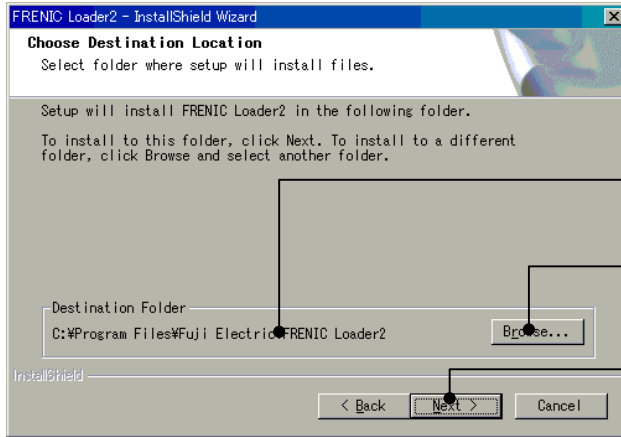 FRENIC Loader2 - InstallShield Wizard
Choose Destination Location
Select folder where setup will install files.
Setup will install FRENIC Loader2 in the following folder.
To install to this folder, click Next. To install to a different
folder, click Browse and select another folder.
Destination Folder
C:¥Program Files¥Fuji Electric FRENIC Loader2
Browse...
InstallShield
< Back
Next >
Cancel